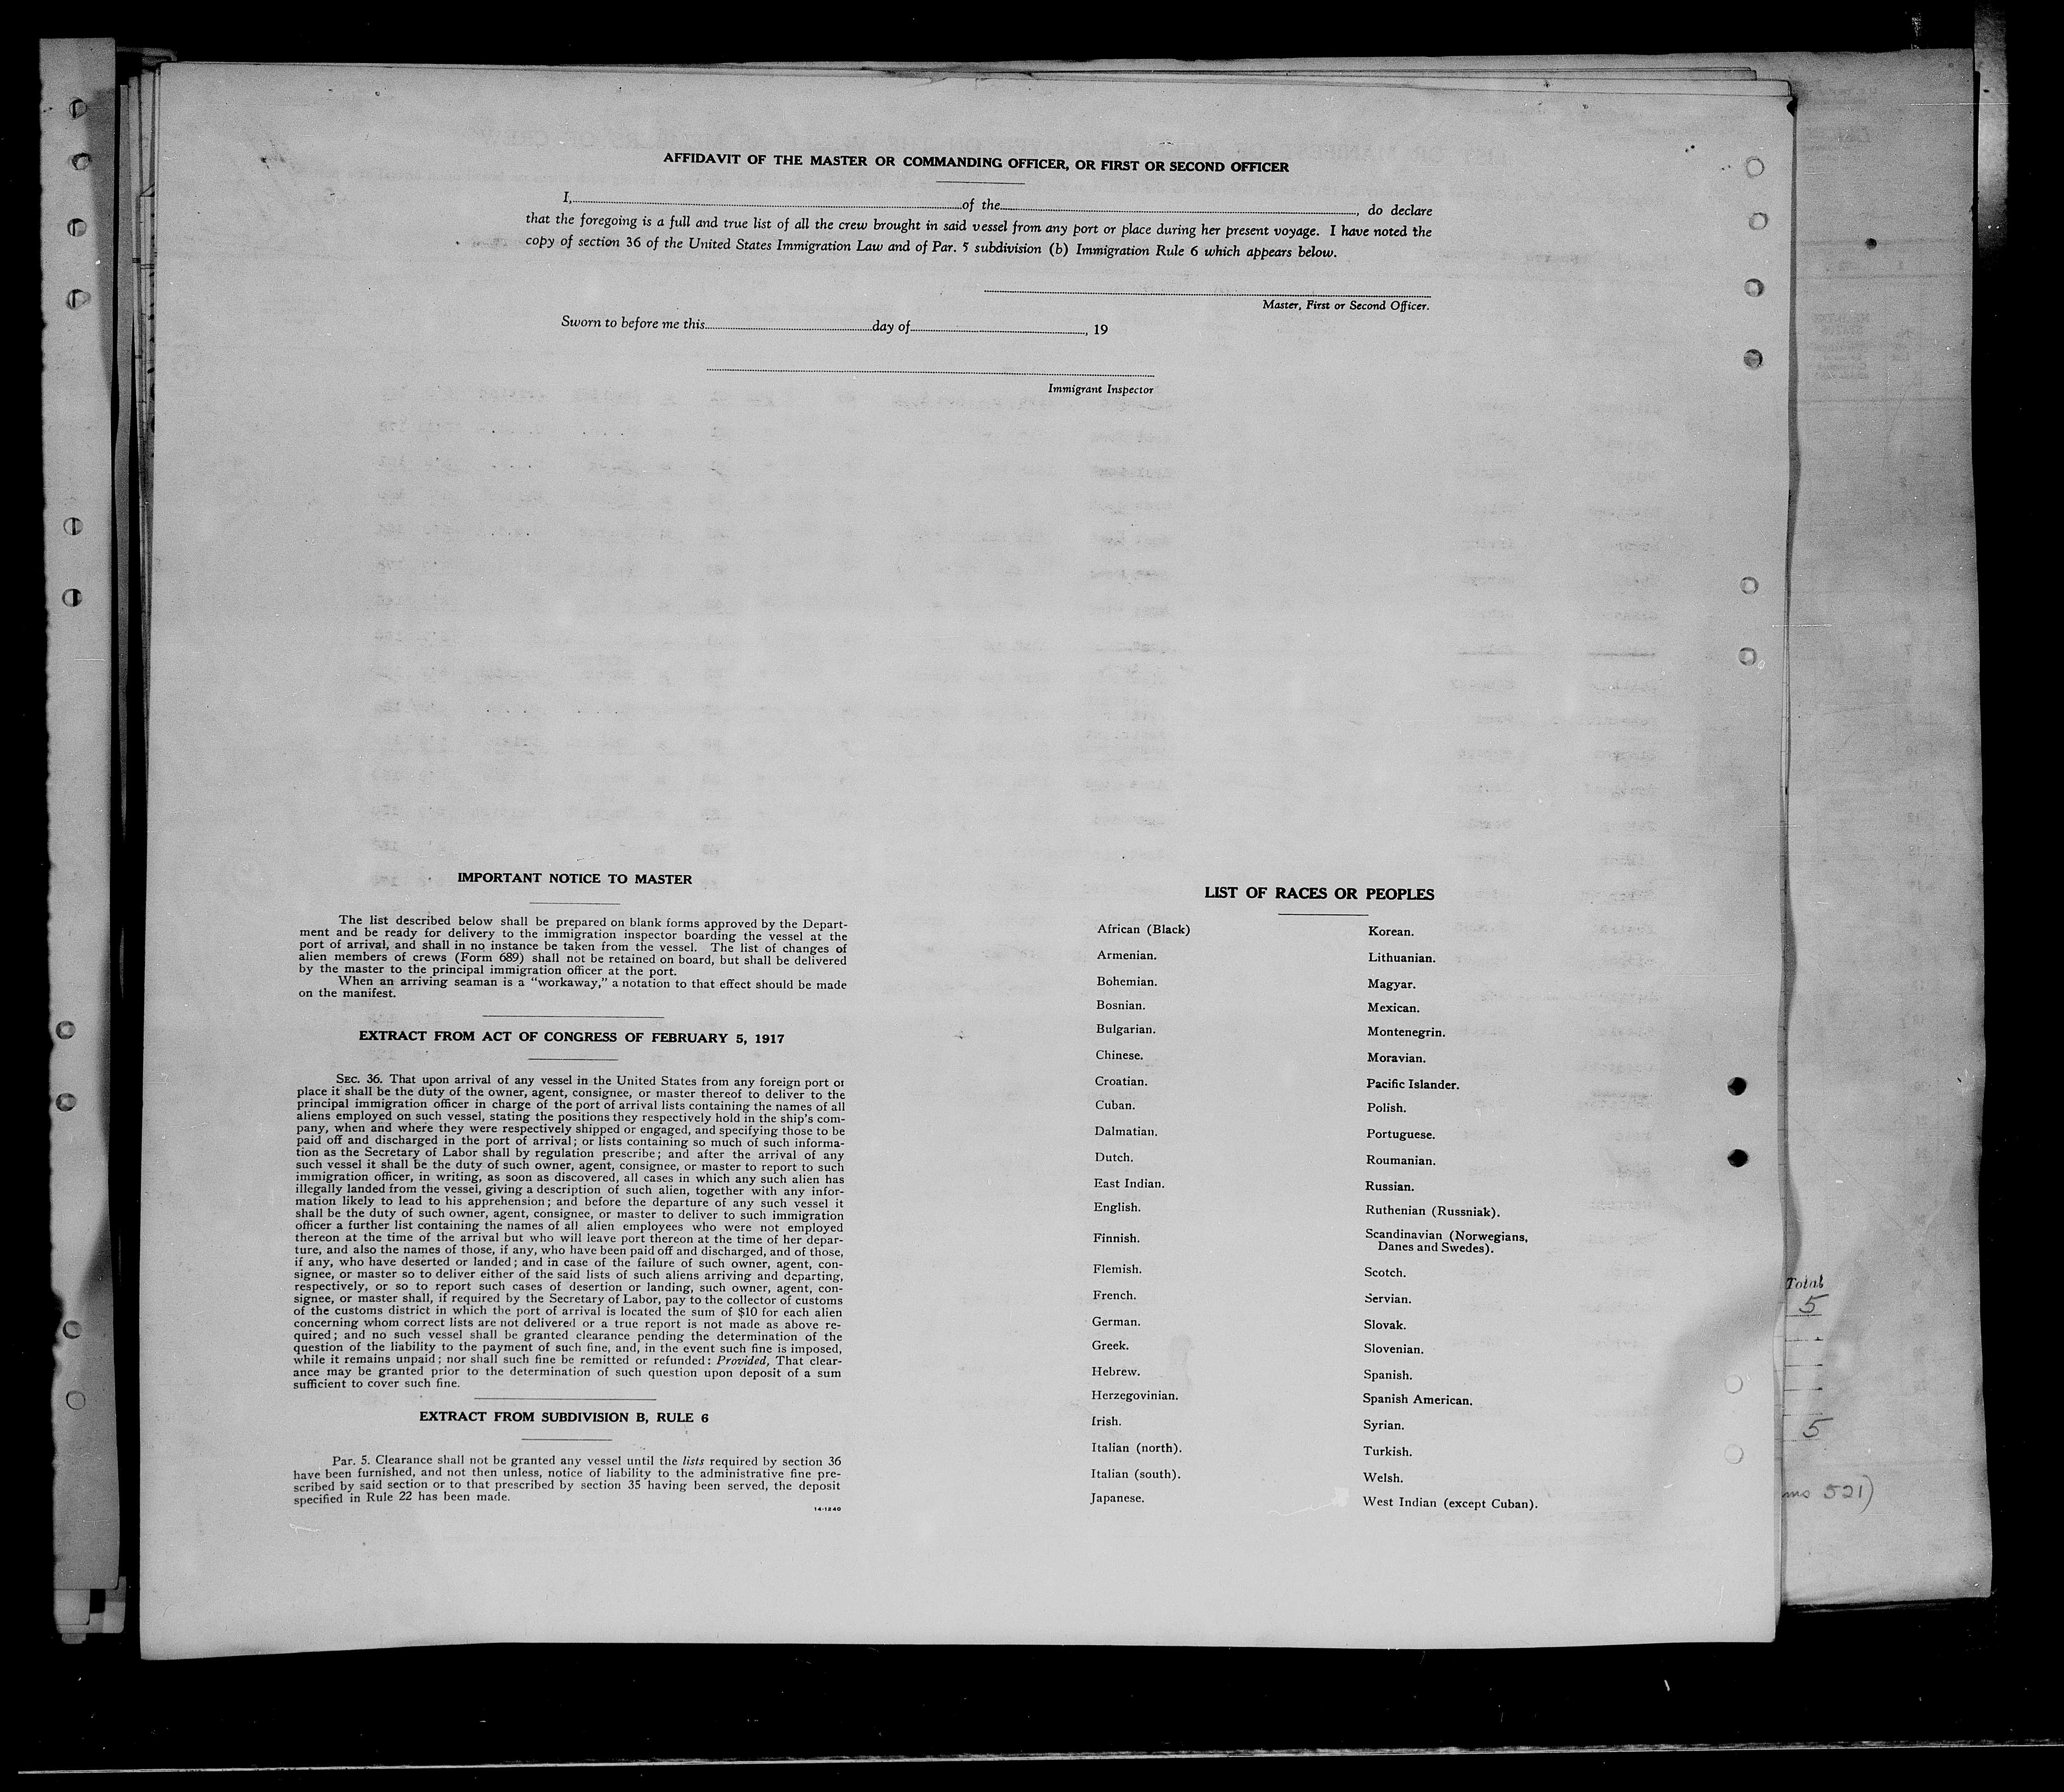 AFFIDAVIT OF THE MASTER OR COMMANDING OFFICER, OR FIRST OR SECOND OFFICER
I, of the , do declare
that the foregoing is a full and true list of all the crew brought in said vessel from any port or place during her present voyage. I have noted the
copy of section 36 of the United States Immigration Law and of Par. 5 subdivision (b) Immigration Rule 6 which appears below.
Master, First or Second Officer.
Sworn to before me this day of , 19
Immigrant Inspector
IMPORTANT NOTICE TO MASTER
The list described below shall be prepared on blank forms approved by the Depart-
ment and be ready for delivery to the immigration inspector boarding the vessel at the
port of arrival, and shall in no instance be taken from the vessel. The list of changes of
alien members of crews (Form 689) shall not be retained on board, but shall be delivered
by the master to the principal immigration officer at the port.
When an arriving seaman is a “workaway,” a notation to that effect should be made
on the manifest.
EXTRACT FROM ACT OF CONGRESS OF FEBRUARY 5, 1917
SEC. 36. That upon arrival of any vessel in the United States from any foreign port or
place it shall be the duty of the owner, agent, consignee, or master thereof to deliver to the
principal immigration officer in charge of the port of arrival lists containing the names of all
aliens employed on such vessel, stating the positions they respectively hold in the ship's com-
pany, when and where they were respectively shipped or engaged, and specifying those to be
paid off and discharged in the port of arrival; or lists containing so much of such informa-
tion as the Secretary of Labor shall by regulation prescribe; and after the arrival of any
such vessel it shall be the duty of such owner, agent, consignee, or master to report to such
immigration officer, in writing, as soon as discovered, all cases in which any such alien has
illegally landed from the vessel, giving a description of such alien, together with any infor-
mation likely to lead to his apprehension; and before the departure of any such vessel it
shall be the duty of such owner, agent, consignee, or master to deliver to such immigration
officer a further list containing the names of all alien employees who were not employed
thereon at the time of the arrival but who will leave port thereon at the time of her depar-
ture, and also the names of those, if any, who have been paid off and discharged, and of those,
if any, who have deserted or landed; and in case of the failure of such owner, agent, con-
signee, or master so to deliver either of the said lists of such aliens arriving and departing,
respectively, or so to report such cases of desertion or landing, such owner, agent, con-
signee, or master shall, if required by the Secretary of Labor, pay to the collector of customs
of the customs district in which the port of arrival is located the sum of $10 for each alien
concerning whom correct lists are not delivered or a true report is not made as above re-
quired; and no such vessel shall be granted clearance pending the determination of the
question of the liability to the payment of such fine, and, in the event such fine is imposed,
while it remains unpaid; nor shall such fine be remitted or refunded: Provided, That clear-
ance may be granted prior to the determination of such question upon deposit of a sum
sufficient to cover such fine.
EXTRACT FROM SUBDIVISION B, RULE 6
Par. 5. Clearance shall not be granted any vessel until the lists required by section 36
have been furnished, and not then unless, notice of liability to the administrative fine pre-
scribed by said section or to that prescribed by section 35 having been served, the deposit
specified in Rule 22 has been made.
14-1240
LIST OF RACES OR PEOPLES
African (Black)
Armenian.
Bohemian.
Bosnian.
Bulgarian.
Chinese.
Croatian.
Cuban.
Dalmatian.
Dutch.
East Indian.
English.
Finnish.
Flemish.
French.
German.
Greek.
Hebrew.
Herzegovinian.
Irish.
Italian (north).
Italian (south).
Japanese.
Korean.
Lithuanian.
Magyar.
Mexican.
Montenegrin.
Moravian.
Pacific Islander.
Polish.
Portuguese.
Roumanian.
Russian.
Ruthenian (Russniak).
Scandinavian (Norwegians,
Danes and Swedes).
Scotch.
Servian.
Slovak.
Slovenian.
Spanish.
Spanish American.
Syrian.
Turkish.
Welsh.
West Indian (except Cuban).
Total
5
5
521)